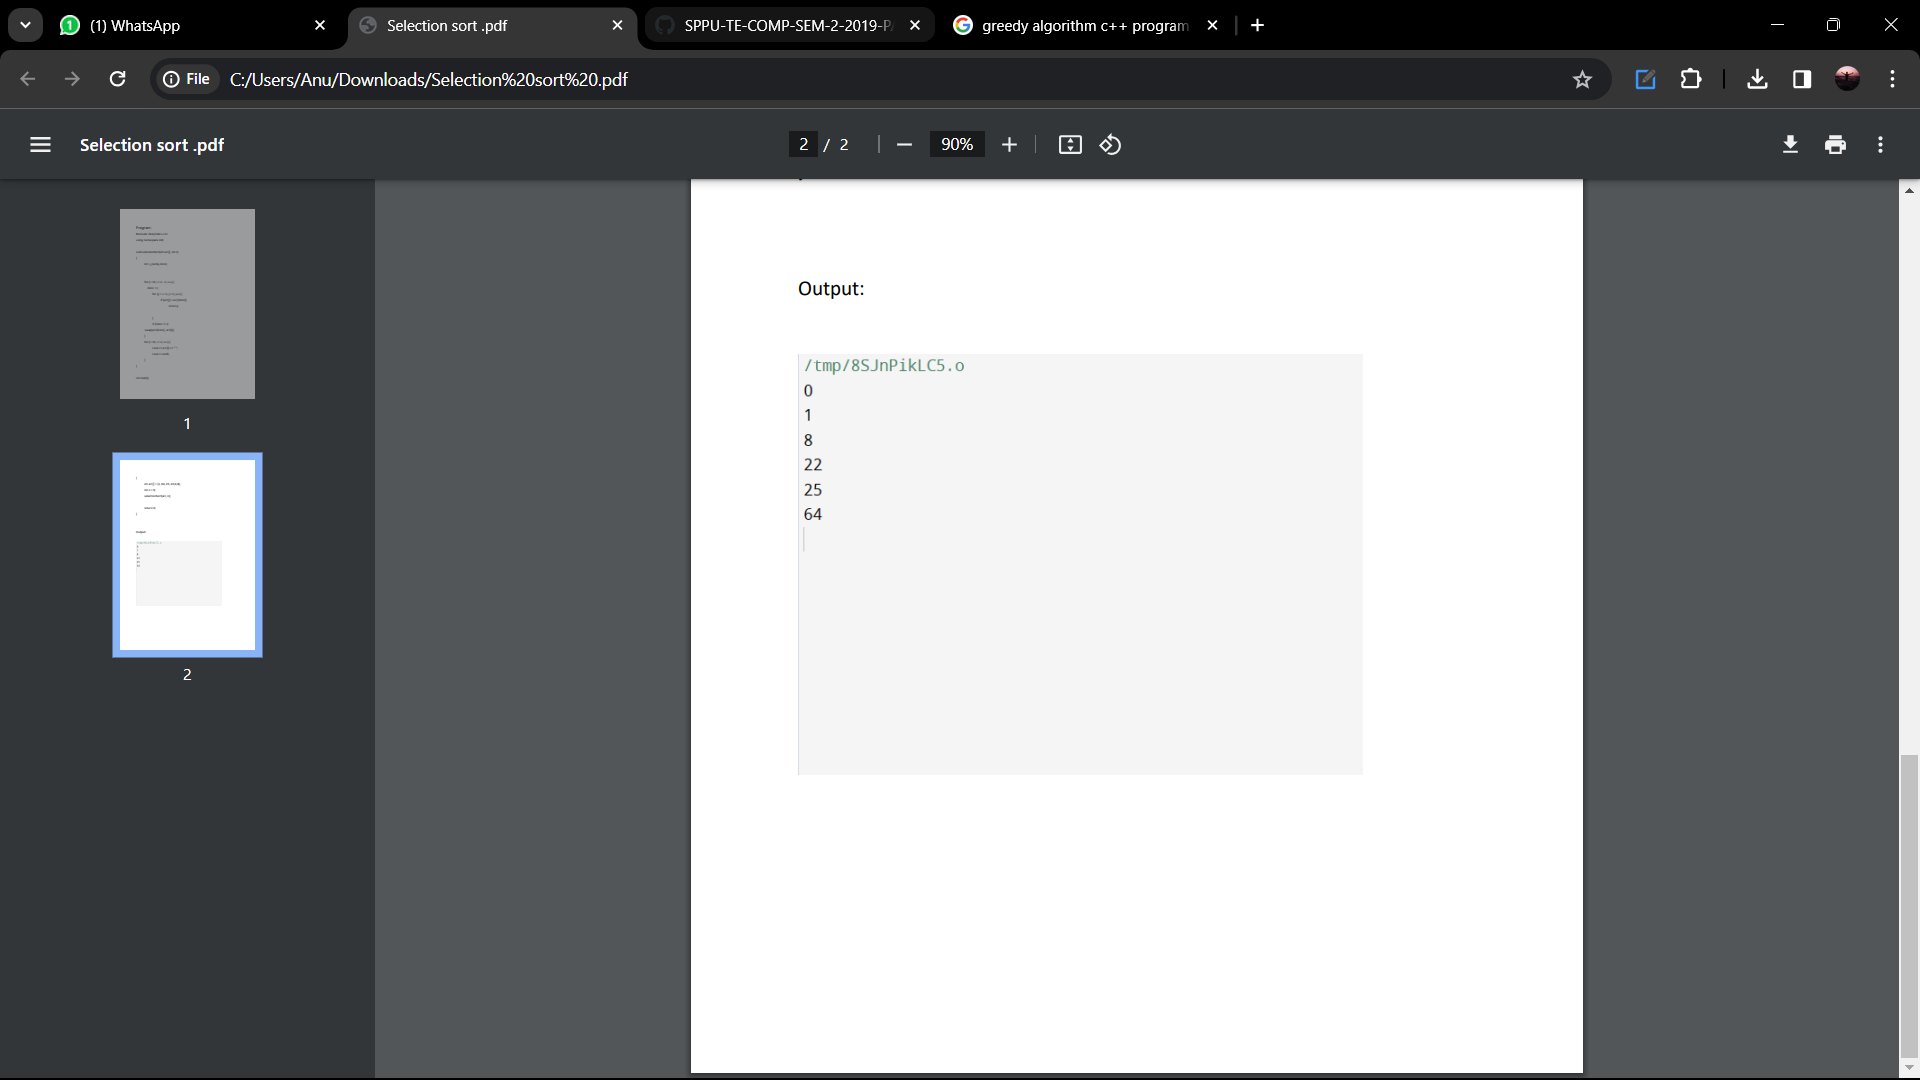 (1) WhatsApp
Selection sort .pdf
SPPU-TE-COMP-SEM-2-2019-P
greedy algorithm c++ program
File
C:/Users/Anu/Downloads/Selection%20sort%20.pdf
Selection sort .pdf
2 / 2
90%
1
2
Output:
/tmp/8SJnPikLC5.o
0
1
8
22
25
64